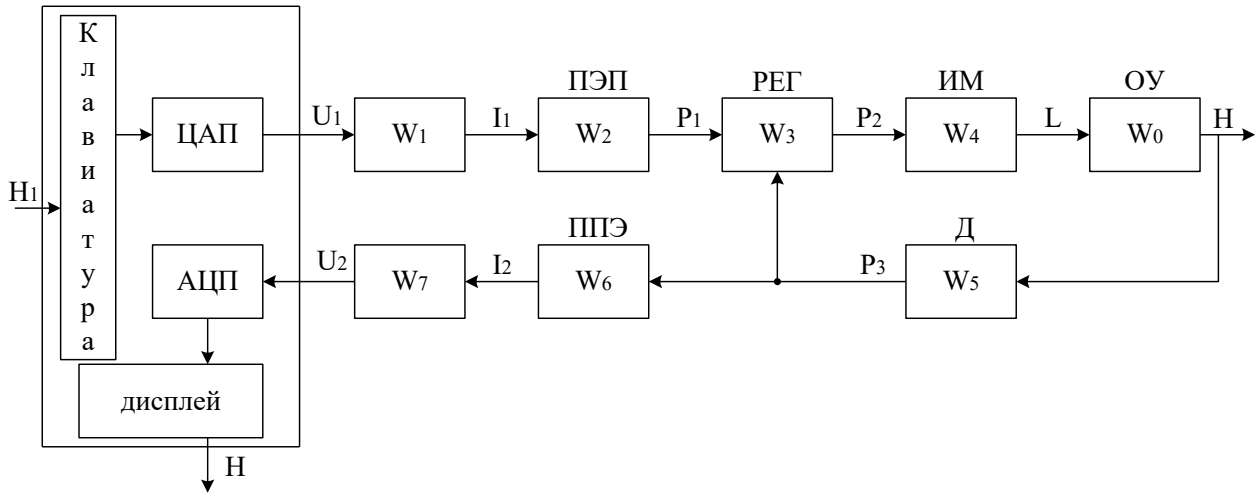 Клавиатура
ПЭП
РЕГ
ИМ
ОУ
ЦАП
U1
W1
I1
W2
P1
W3
P2
W4
L
W0
H
H1
ППЭ
Д
АЦП
U2
W7
I2
W6
P3
W5
дисплей
H